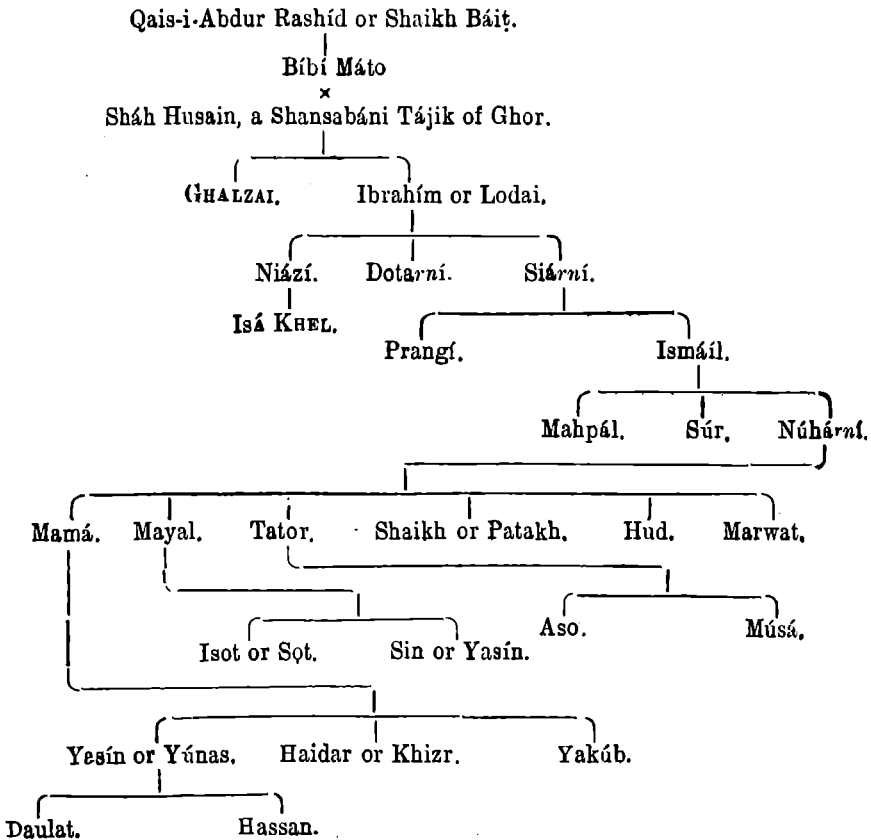 Qais-i-Abdur Rashíd or Shaikh Báiṭ.
Bíbí Máto
×
Sháh Husain, a Shansabáni Tájik of Ghor.
GHALZAI. Ibrahím or Lodai.
Niází. Dotarní. Siární.
Isá KHEL.
Prangí. Ismáíl.
Mahpál. Súr. Núhární.
Mamá. Mayal. Tator. Shaikh or Patakh. Hud. Marwat.
Aso. Músá.
Isot or Sọt. Sin or Yasín.
Yesín or Yúnas. Haidar or Khizr. Yakúb.
Daulat. Hassan.